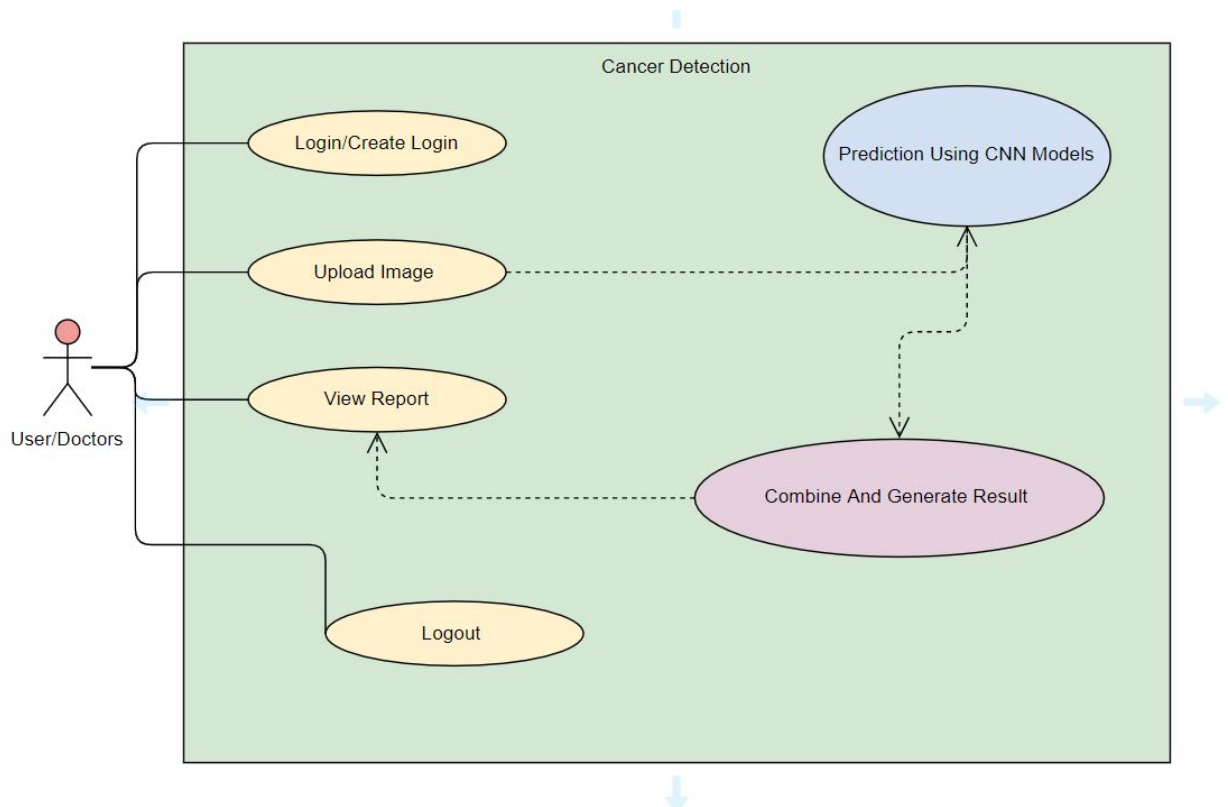 Cancer Detection
Login/Create Login
Prediction Using CNN Models
Upload Image
View Report
User/Doctors
Combine And Generate Result
Logout